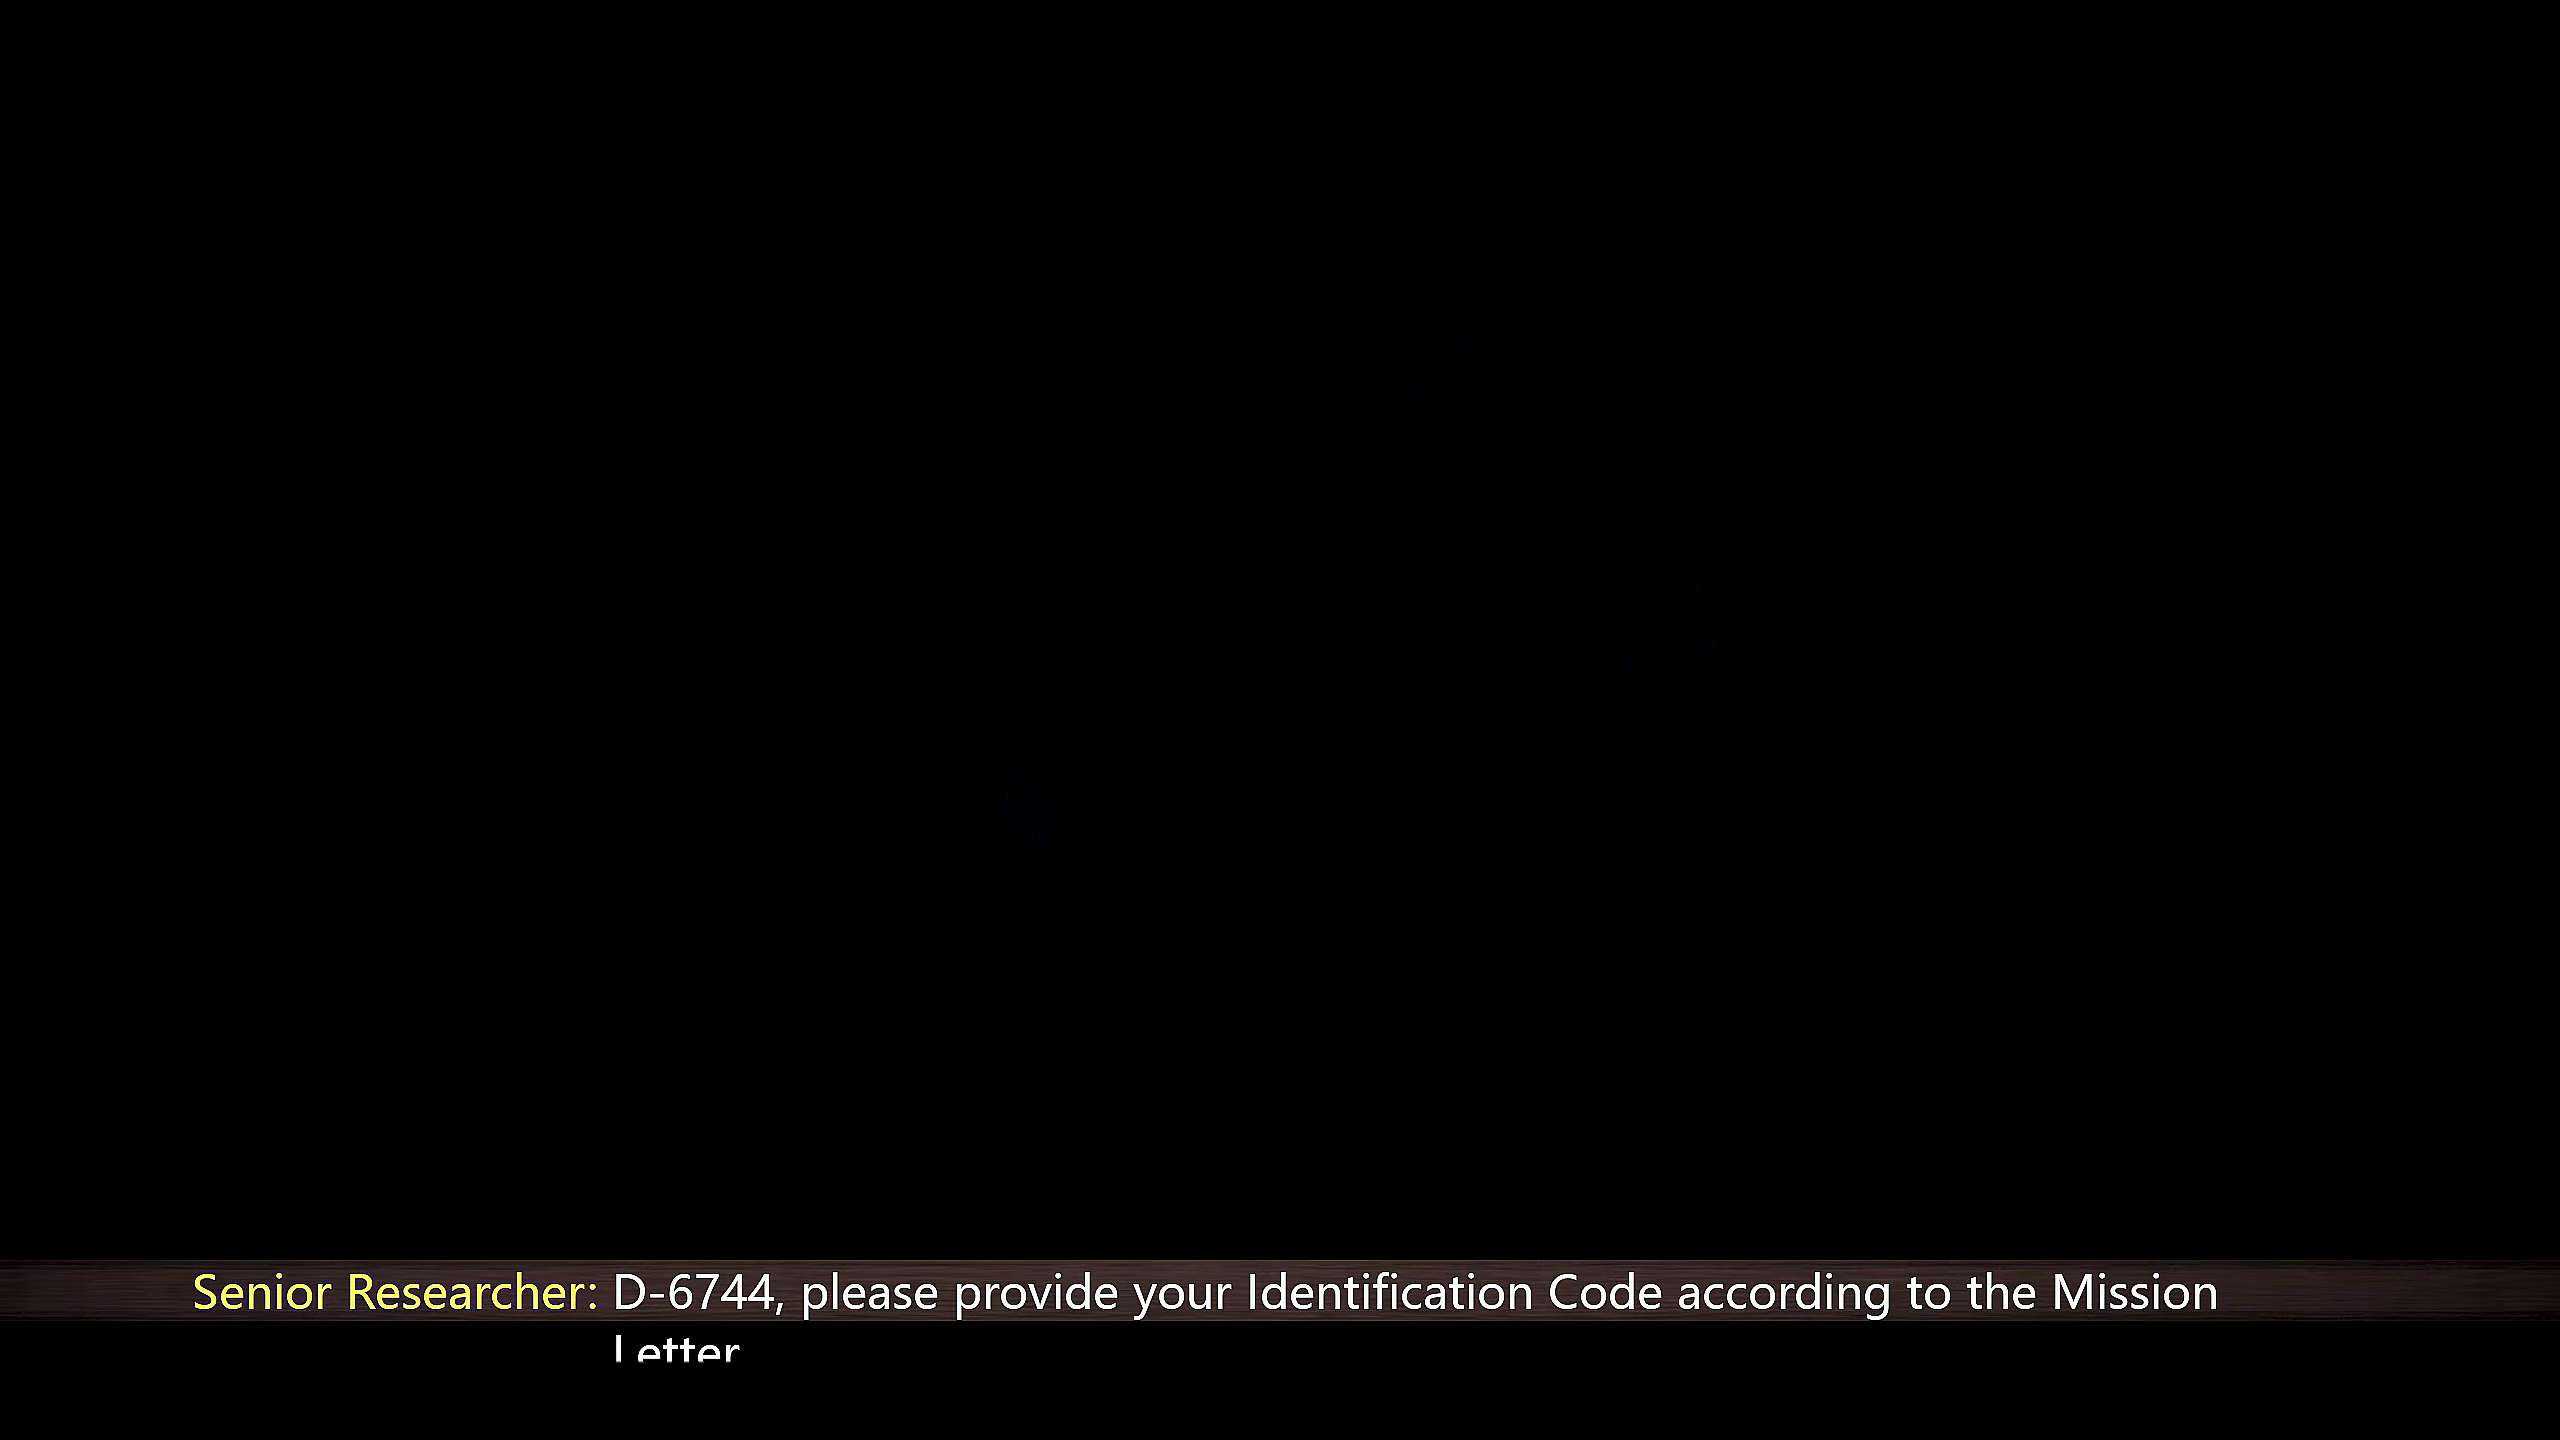 Senior Researcher: D-6744, please provide your Identification Code according to the Mission
Letter